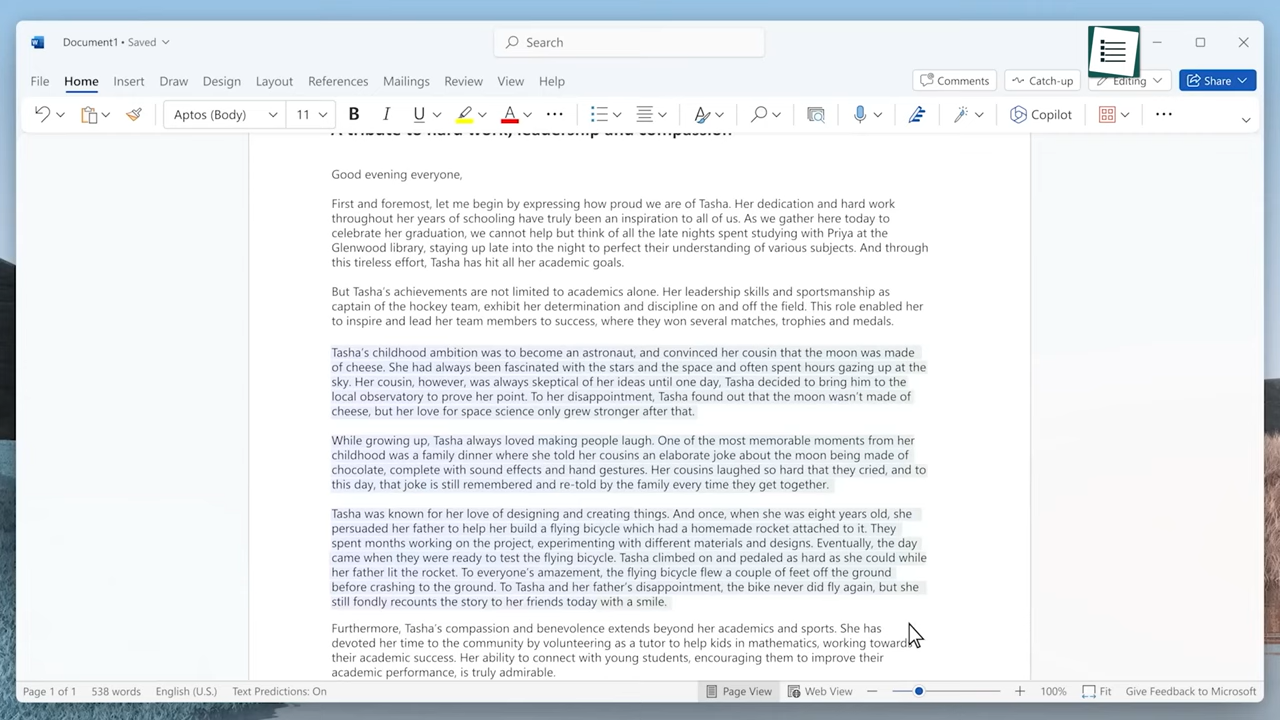 Document1 • Saved
Search
File Home Insert Draw Design Layout References Mailings Review View Help
Comments Catch-up Editing Share
Aptos (Body) 11 B I U A Copilot
A tribute to hard work, leadership and compassion
Good evening everyone,
First and foremost, let me begin by expressing how proud we are of Tasha. Her dedication and hard work
throughout her years of schooling have truly been an inspiration to all of us. As we gather here today to
celebrate her graduation, we cannot help but think of all the late nights spent studying with Priya at the
Glenwood library, staying up late into the night to perfect their understanding of various subjects. And through
this tireless effort, Tasha has hit all her academic goals.
But Tasha's achievements are not limited to academics alone. Her leadership skills and sportsmanship as
captain of the hockey team, exhibit her determination and discipline on and off the field. This role enabled her
to inspire and lead her team members to success, where they won several matches, trophies and medals.
Tasha's childhood ambition was to become an astronaut, and convinced her cousin that the moon was made
of cheese. She had always been fascinated with the stars and the space and often spent hours gazing up at the
sky. Her cousin, however, was always skeptical of her ideas until one day, Tasha decided to bring him to the
local observatory to prove her point. To her disappointment, Tasha found out that the moon wasn't made of
cheese, but her love for space science only grew stronger after that.
While growing up, Tasha always loved making people laugh. One of the most memorable moments from her
childhood was a family dinner where she told her cousins an elaborate joke about the moon being made of
chocolate, complete with sound effects and hand gestures. Her cousins laughed so hard that they cried, and to
this day, that joke is still remembered and re-told by the family every time they get together.
Tasha was known for her love of designing and creating things. And once, when she was eight years old, she
persuaded her father to help her build a flying bicycle which had a homemade rocket attached to it. They
spent months working on the project, experimenting with different materials and designs. Eventually, the day
came when they were ready to test the flying bicycle. Tasha climbed on and pedaled as hard as she could while
her father lit the rocket. To everyone's amazement, the flying bicycle flew a couple of feet off the ground
before crashing to the ground. To Tasha and her father's disappointment, the bike never did fly again, but she
still fondly recounts the story to her friends today with a smile.
Furthermore, Tasha's compassion and benevolence extends beyond her academics and sports. She has
devoted her time to the community by volunteering as a tutor to help kids in mathematics, working towards
their academic success. Her ability to connect with young students, encouraging them to improve their
academic performance, is truly admirable.
Page 1 of 1 538 words English (U.S.) Text Predictions: On Page View Web View 100% Fit Give Feedback to Microsoft